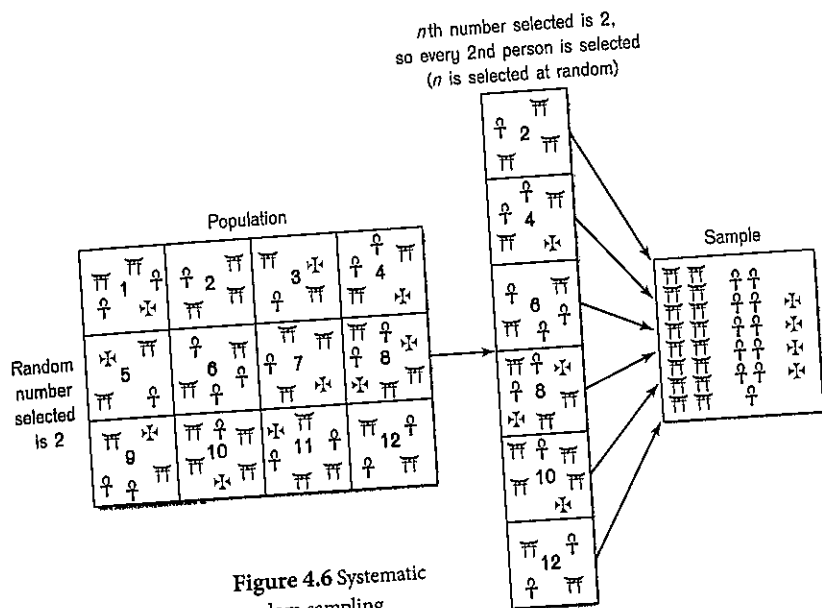 nth number selected is 2,
so every 2nd person is selected
(n is selected at random)
Population
Sample
Random
number
selected
is 2
1
2
3
4
5
6
7
8
9
10
11
12
2
4
6
8
10
12
Figure 4.6 Systematic
sampling